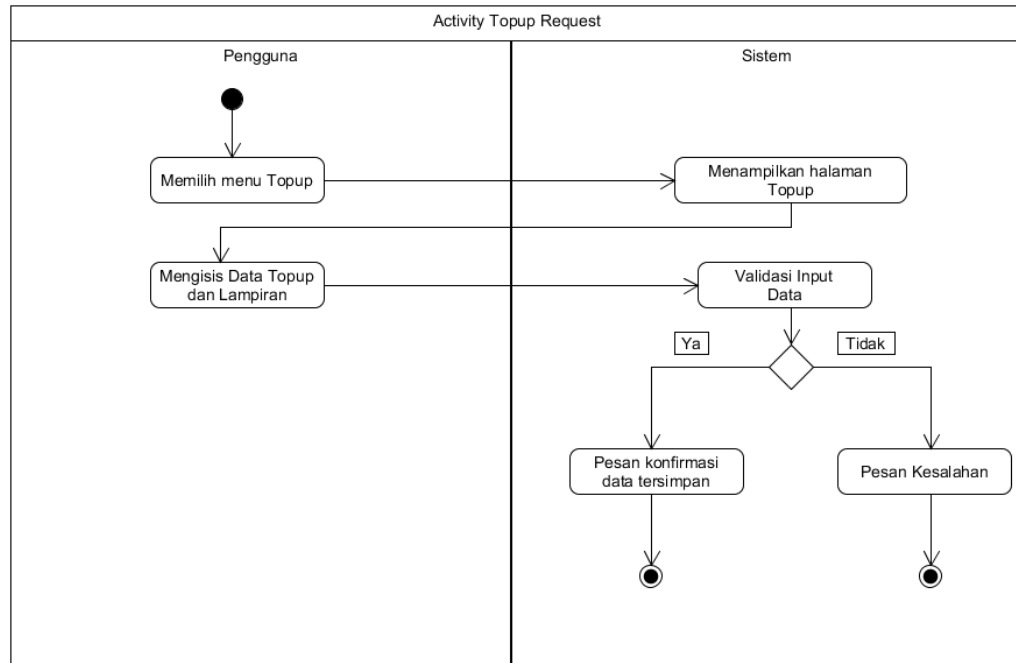 Activity Topup Request
Pengguna
Sistem
Memilih menu Topup
Menampilkan halaman
Topup
Mengisis Data Topup
dan Lampiran
Validasi Input
Data
Ya
Tidak
Pesan konfirmasi
data tersimpan
Pesan Kesalahan